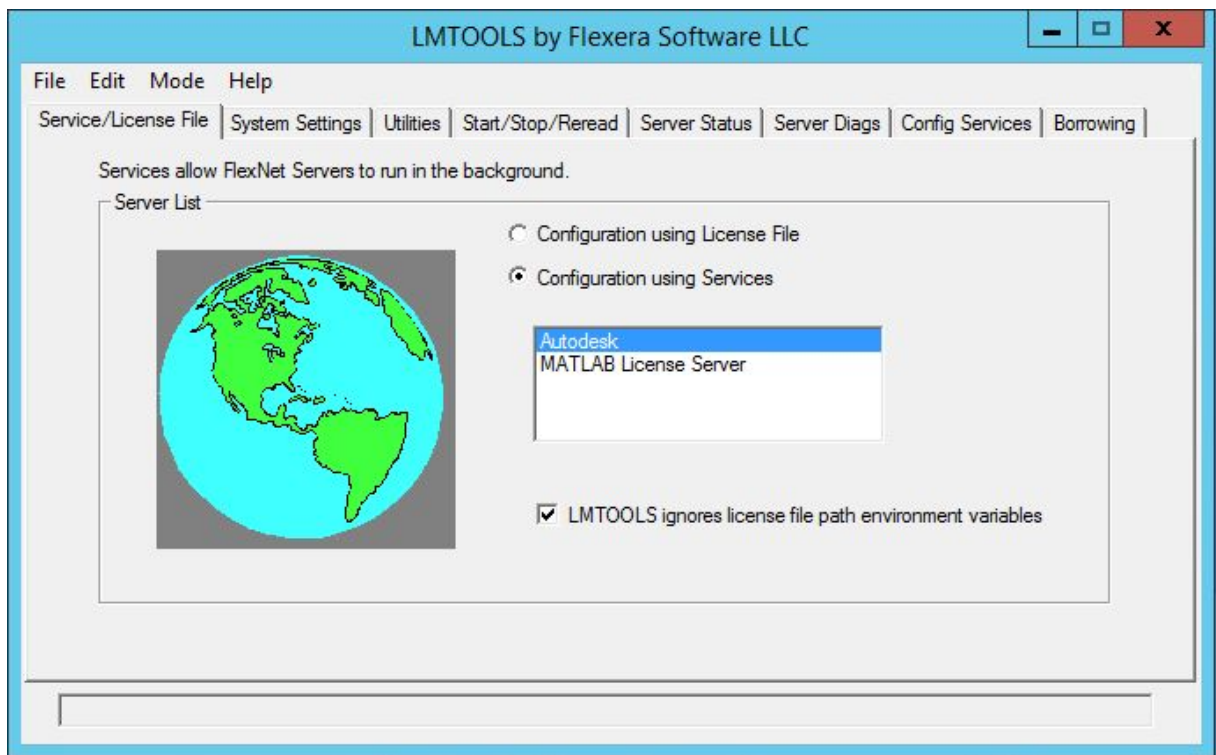 LMTOOLS by Flexera Software LLC
File Edit Mode Help
Service/License File System Settings Utilities Start/Stop/Reread Server Status Server Diags Config Services Borrowing
Services allow FlexNet Servers to run in the background.
Server List
Configuration using License File
Configuration using Services
Autodesk
MATLAB License Server
LMTOOLS ignores license file path environment variables